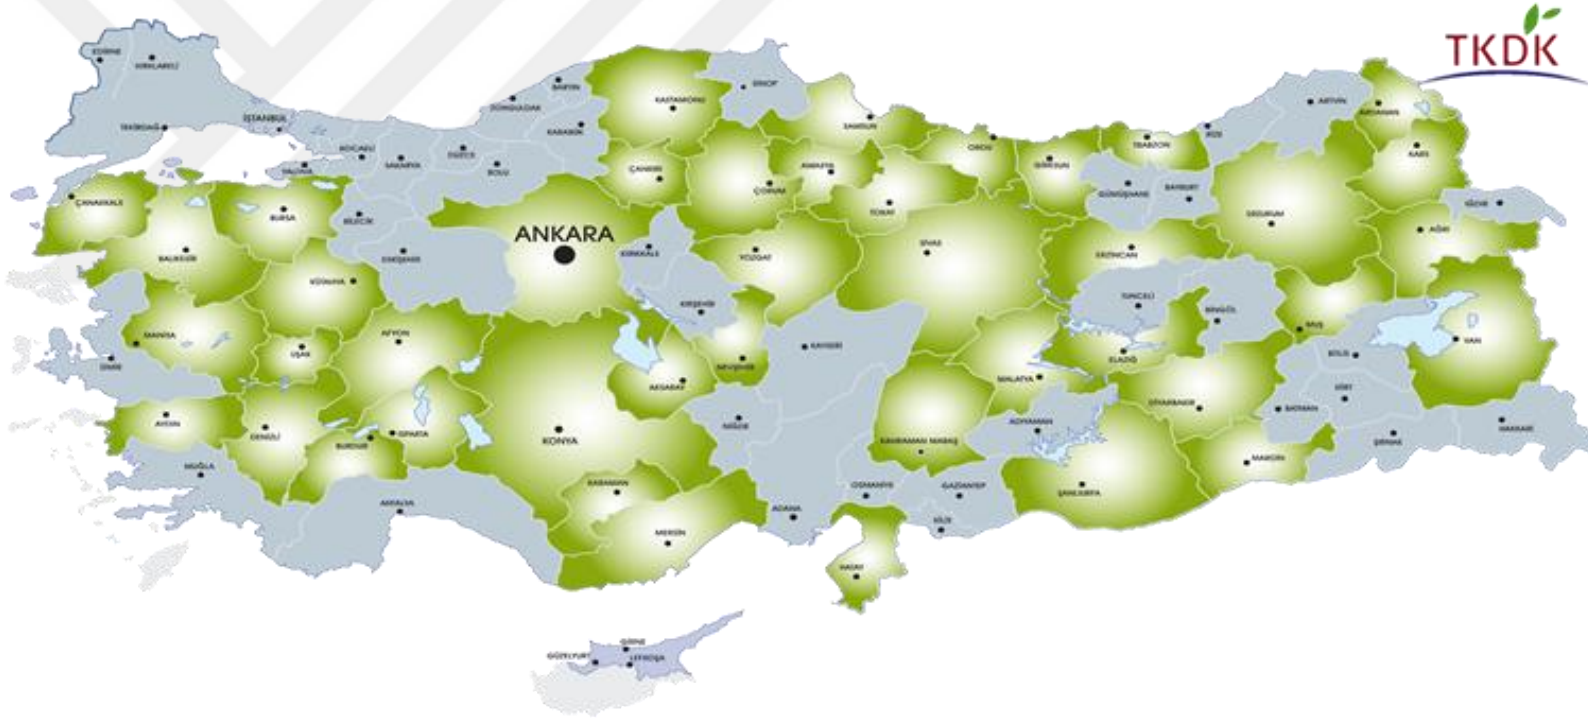 TKDK
EDİRNE
KIRKLARELİ
TEKİRDAĞ
İSTANBUL
KOCAELİ
YALOVA
SAKARYA
DÜZCE
BOLU
ZONGULDAK
BARTIN
KARABÜK
KASTAMONU
SİNOP
SAMSUN
ÇANKIRI
ÇORUM
AMASYA
TOKAT
ORDU
GİRESUN
TRABZON
RİZE
ARTVİN
ARDAHAN
KARS
GÜMÜŞHANE
BAYBURT
ERZURUM
IĞDIR
AĞRI
ÇANAKKALE
BALIKESİR
BURSA
BİLECİK
ESKİŞEHİR
KÜTAHYA
ANKARA
KIRIKKALE
KIRŞEHİR
YOZGAT
SİVAS
ERZİNCAN
TUNCELİ
BİNGÖL
MUŞ
VAN
MANİSA
İZMİR
UŞAK
AFYON
AKSARAY
NEVŞEHİR
KAYSERİ
MALATYA
ELAZIĞ
BİTLİS
SİİRT
BATMAN
DİYARBAKIR
AYDIN
DENİZLİ
BURDUR
ISPARTA
KONYA
NİĞDE
KAHRAMAN MARAŞ
ADIYAMAN
ŞANLIURFA
MARDİN
ŞIRNAK
HAKKARİ
MUĞLA
ANTALYA
KARAMAN
MERSİN
ADANA
OSMANİYE
GAZİANTEP
KİLİS
HATAY
GİRNE
GÜZELYURT
LEFKOŞA